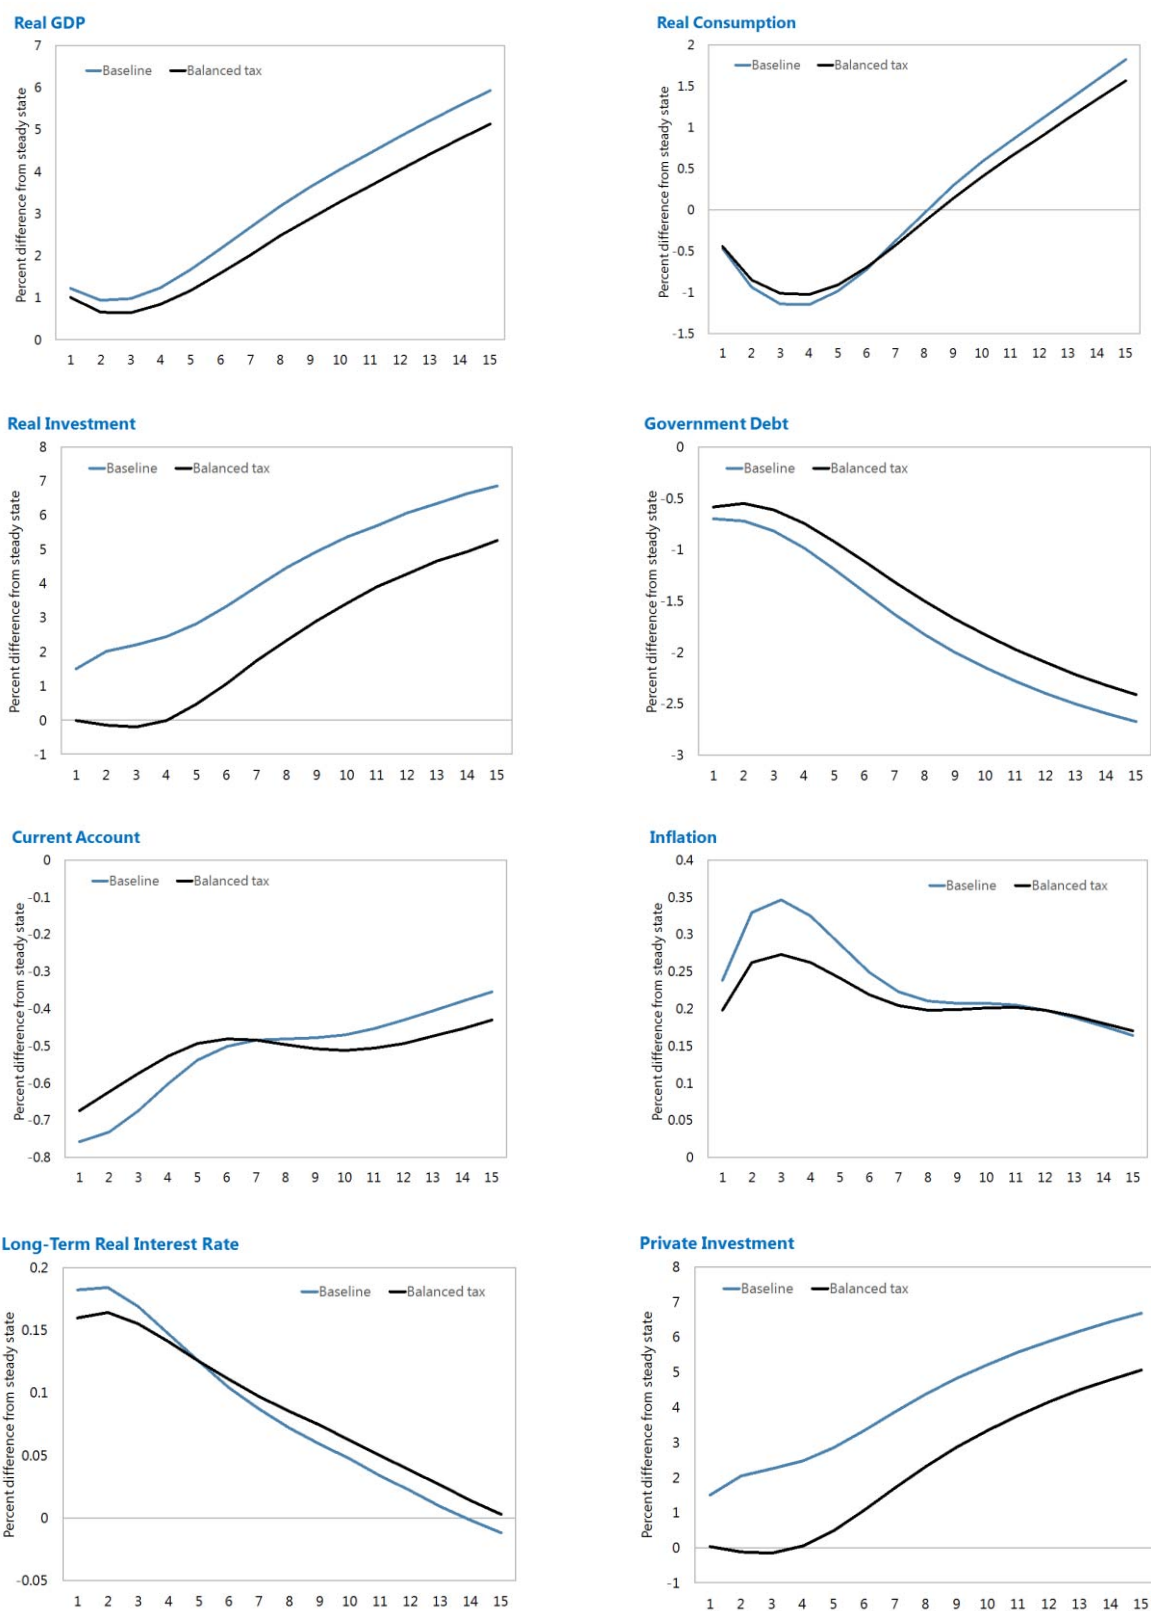 Real GDP
Percent difference from steady state
Baseline
Balanced tax
7
6
5
4
3
2
1
0
1 2 3 4 5 6 7 8 9 10 11 12 13 14 15
Real Consumption
Percent difference from steady state
Baseline
Balanced tax
2
1.5
1
0.5
0
-0.5
-1
-1.5
1 2 3 4 5 6 7 8 9 10 11 12 13 14 15
Real Investment
Percent difference from steady state
Baseline
Balanced tax
8
7
6
5
4
3
2
1
0
-1
1 2 3 4 5 6 7 8 9 10 11 12 13 14 15
Government Debt
Percent difference from steady state
Baseline
Balanced tax
0
-0.5
-1
-1.5
-2
-2.5
-3
1 2 3 4 5 6 7 8 9 10 11 12 13 14 15
Current Account
Percent difference from steady state
Baseline
Balanced tax
0
-0.1
-0.2
-0.3
-0.4
-0.5
-0.6
-0.7
-0.8
1 2 3 4 5 6 7 8 9 10 11 12 13 14 15
Inflation
Percent difference from steady state
Baseline
Balanced tax
0.4
0.35
0.3
0.25
0.2
0.15
0.1
0.05
0
1 2 3 4 5 6 7 8 9 10 11 12 13 14 15
Long-Term Real Interest Rate
Percent difference from steady state
Baseline
Balanced tax
0.2
0.15
0.1
0.05
0
-0.05
1 2 3 4 5 6 7 8 9 10 11 12 13 14 15
Private Investment
Percent difference from steady state
Baseline
Balanced tax
8
7
6
5
4
3
2
1
0
-1
1 2 3 4 5 6 7 8 9 10 11 12 13 14 15